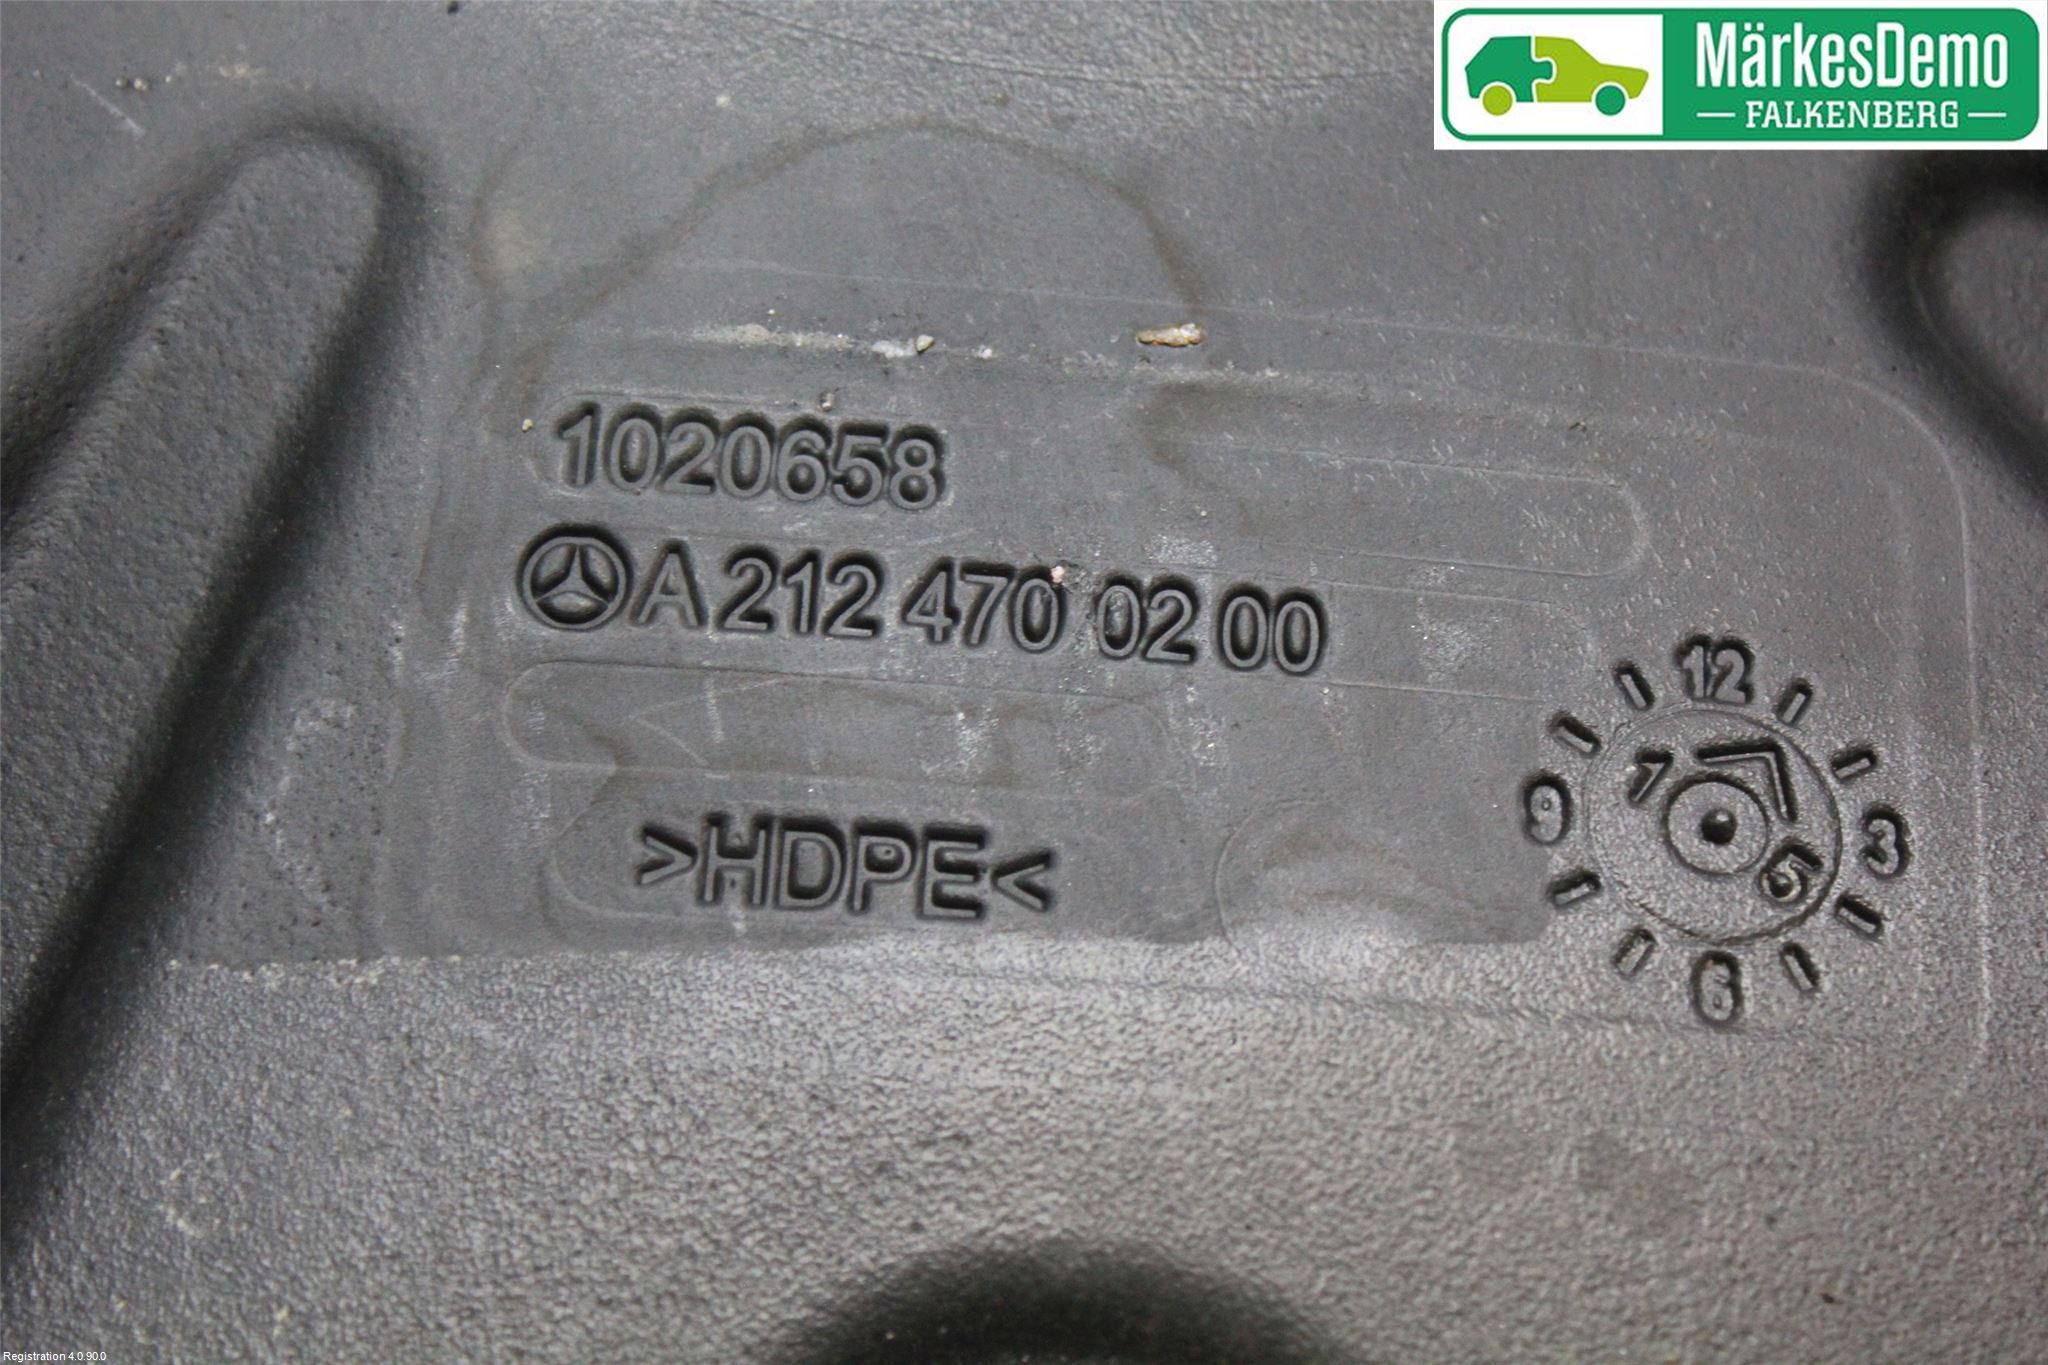 MärkesDemo
FALKENBERG
1020658
A 212 470 02 00
>HDPE<
12
3
6
9
1 5
Registration 4.0.90.0